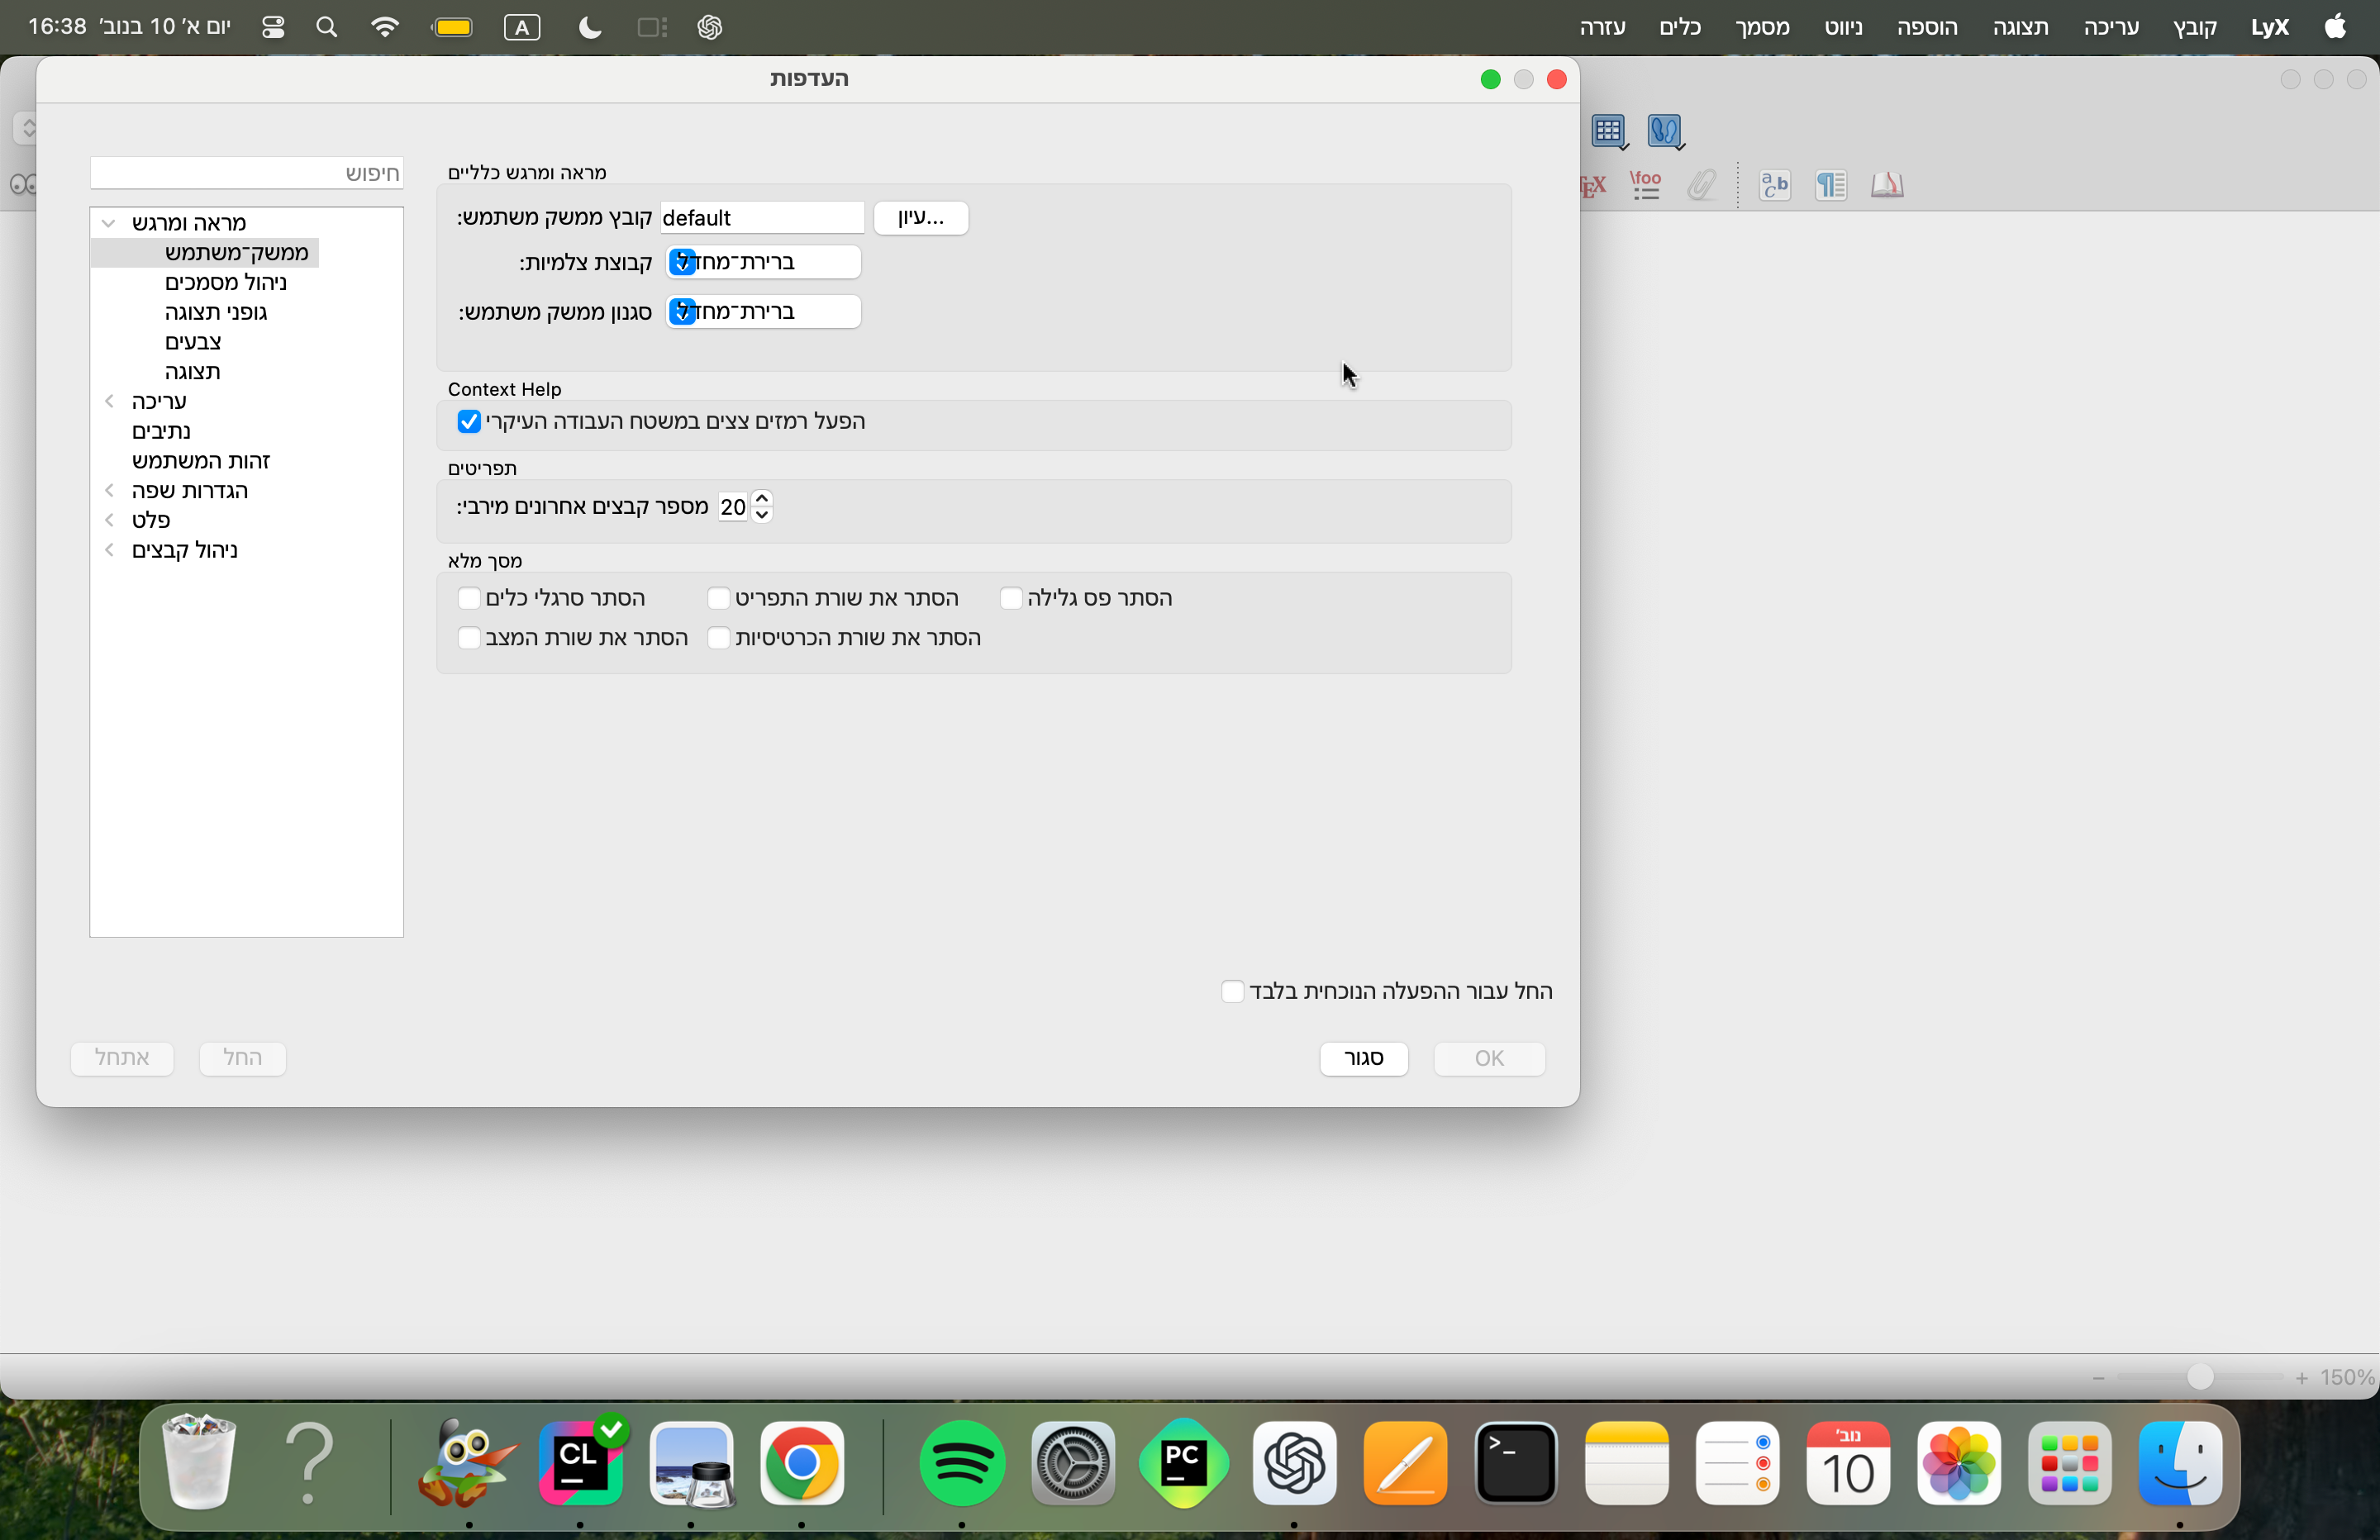 LyX קובץ עריכה תצוגה הוספה ניווט מסמך כלים עזרה
A יום א׳ 10 בנוב׳ 16:38
העדפות
חיפוש
מראה ומרגש
ממשק־משתמש
ניהול מסמכים
גופני תצוגה
צבעים
תצוגה
עריכה
נתיבים
זהות המשתמש
הגדרות שפה
פלט
ניהול קבצים
מראה ומרגש כלליים
קובץ ממשק משתמש: default עיון...
קבוצת צלמיות: ברירת־מחדל
סגנון ממשק משתמש: ברירת־מחדל
Context Help
הפעל רמזים צצים במשטח העבודה העיקרי
תפריטים
מספר קבצים אחרונים מירבי: 20
מסך מלא
הסתר סרגלי כלים הסתר את שורת התפריט הסתר פס גלילה
הסתר את שורת המצב הסתר את שורת הכרטיסיות
החל עבור ההפעלה הנוכחית בלבד
אתחל החל סגור OK
\foo
a b c
150%
CL
PC
>_
נוב׳
10